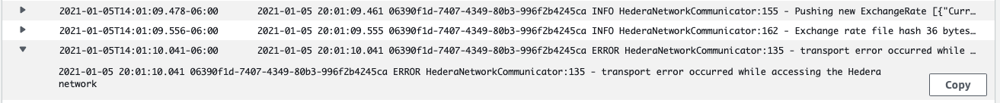 2021-01-05T14:01:09.478-06:00 2021-01-05 20:01:09.461 06390f1d-7407-4349-80b3-996f2b4245ca INFO HederaNetworkCommunicator:155 - Pushing new ExchangeRate [{"Curr…
2021-01-05T14:01:09.556-06:00 2021-01-05 20:01:09.555 06390f1d-7407-4349-80b3-996f2b4245ca INFO HederaNetworkCommunicator:162 - Exchange rate file hash 36 bytes…
2021-01-05T14:01:10.041-06:00 2021-01-05 20:01:10.041 06390f1d-7407-4349-80b3-996f2b4245ca ERROR HederaNetworkCommunicator:135 - transport error occurred while …
2021-01-05 20:01:10.041 06390f1d-7407-4349-80b3-996f2b4245ca ERROR HederaNetworkCommunicator:135 - transport error occurred while accessing the Hedera
network
Copy